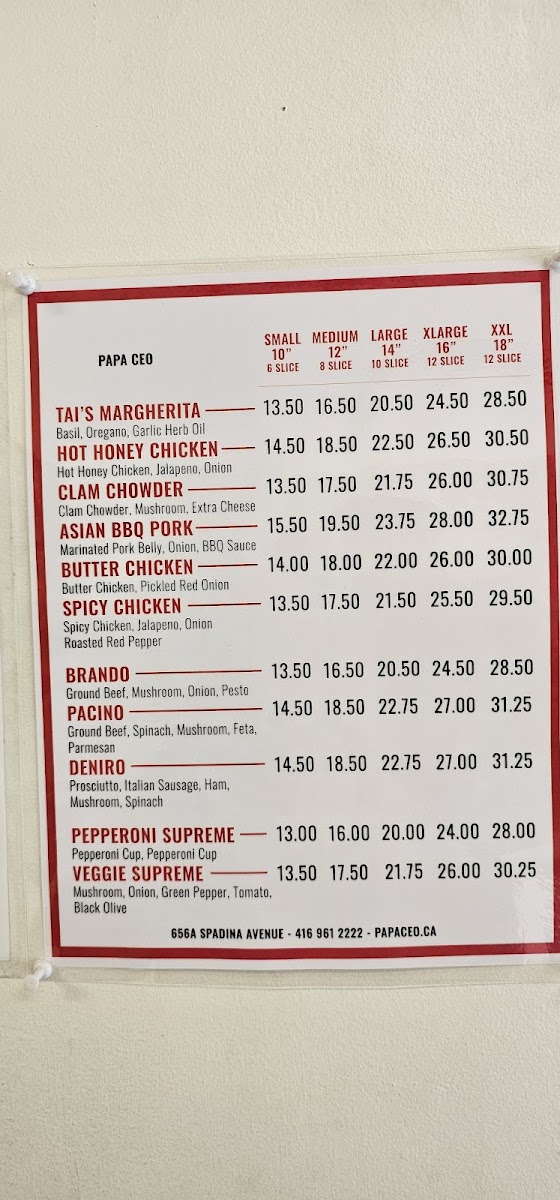 PAPA CEO
SMALL MEDIUM LARGE XLARGE XXL
10” 12” 14” 16” 18”
6 SLICE 8 SLICE 10 SLICE 12 SLICE 12 SLICE
TAI'S MARGHERITA 13.50 16.50 20.50 24.50 28.50
Basil, Oregano, Garlic Herb Oil
HOT HONEY CHICKEN 14.50 18.50 22.50 26.50 30.50
Hot Honey Chicken, Jalapeno, Onion
CLAM CHOWDER 13.50 17.50 21.75 26.00 30.75
Clam Chowder, Mushroom, Extra Cheese
ASIAN BBQ PORK 15.50 19.50 23.75 28.00 32.75
Marinated Pork Belly, Onion, BBQ Sauce
BUTTER CHICKEN 14.00 18.00 22.00 26.00 30.00
Butter Chicken, Pickled Red Onion
SPICY CHICKEN 13.50 17.50 21.50 25.50 29.50
Spicy Chicken, Jalapeno, Onion
Roasted Red Pepper
BRANDO 13.50 16.50 20.50 24.50 28.50
Ground Beef, Mushroom, Onion, Pesto
PACINO 14.50 18.50 22.75 27.00 31.25
Ground Beef, Spinach, Mushroom, Feta,
Parmesan
DENIRO 14.50 18.50 22.75 27.00 31.25
Prosciutto, Italian Sausage, Ham,
Mushroom, Spinach
PEPPERONI SUPREME 13.00 16.00 20.00 24.00 28.00
Pepperoni Cup, Pepperoni Cup
VEGGIE SUPREME 13.50 17.50 21.75 26.00 30.25
Mushroom, Onion, Green Pepper, Tomato,
Black Olive
656A SPADINA AVENUE - 416 961 2222 - PAPACEO.CA